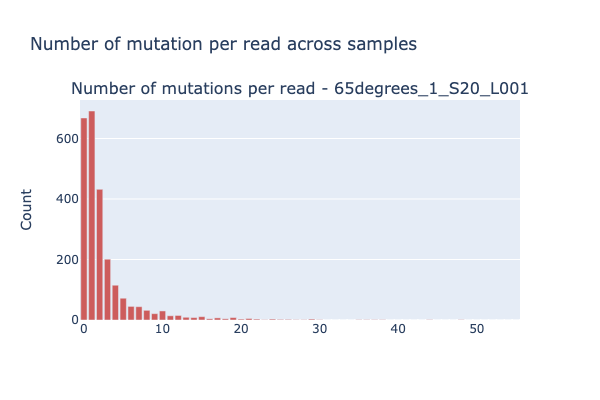 Number of mutation per read across samples
Number of mutations per read - 65degrees_1_S20_L001
Count
600
400
200
0
0 10 20 30 40 50